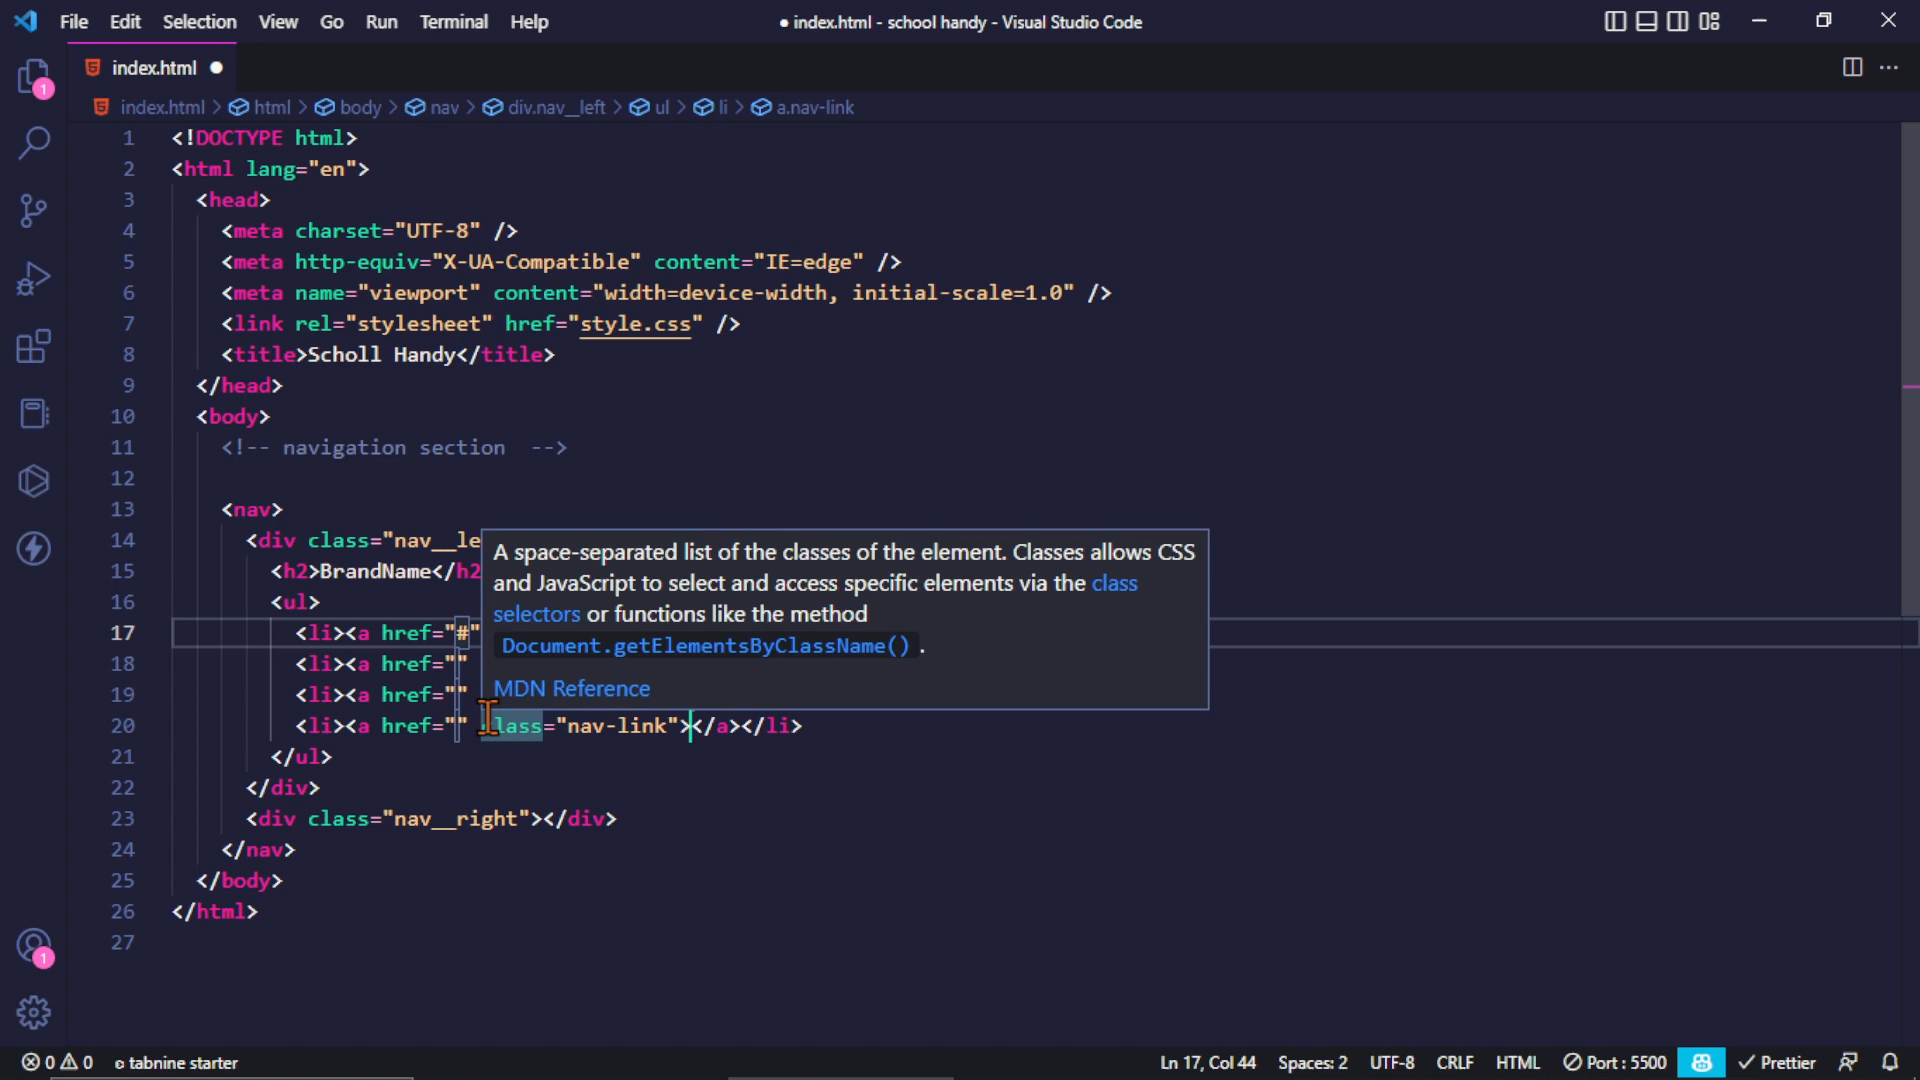 File Edit Selection View Go Run Terminal Help
● index.html - school handy - Visual Studio Code
1
index.html
index.html > html > body > nav > div.nav__left > ul > li > a.nav-link
1 <!DOCTYPE html>
2 <html lang="en">
3 <head>
4 <meta charset="UTF-8" />
5 <meta http-equiv="X-UA-Compatible" content="IE=edge" />
6 <meta name="viewport" content="width=device-width, initial-scale=1.0" />
7 <link rel="stylesheet" href="style.css" />
8 <title>Scholl Handy</title>
9 </head>
10 <body>
11 <!-- navigation section  -->
12
13 <nav>
14 <div class="nav__le
15 <h2>BrandName</h2
16 <ul>
17 <li><a href="#"
18 <li><a href=""
19 <li><a href=""
20 <li><a href="" class="nav-link"></a></li>
21 </ul>
22 </div>
23 <div class="nav__right"></div>
24 </nav>
25 </body>
26 </html>
27
A space-separated list of the classes of the element. Classes allows CSS
and JavaScript to select and access specific elements via the class
selectors or functions like the method
Document.getElementsByClassName() .
MDN Reference
1
0 0 tabnine starter
Ln 17, Col 44 Spaces: 2 UTF-8 CRLF HTML Port : 5500 Prettier